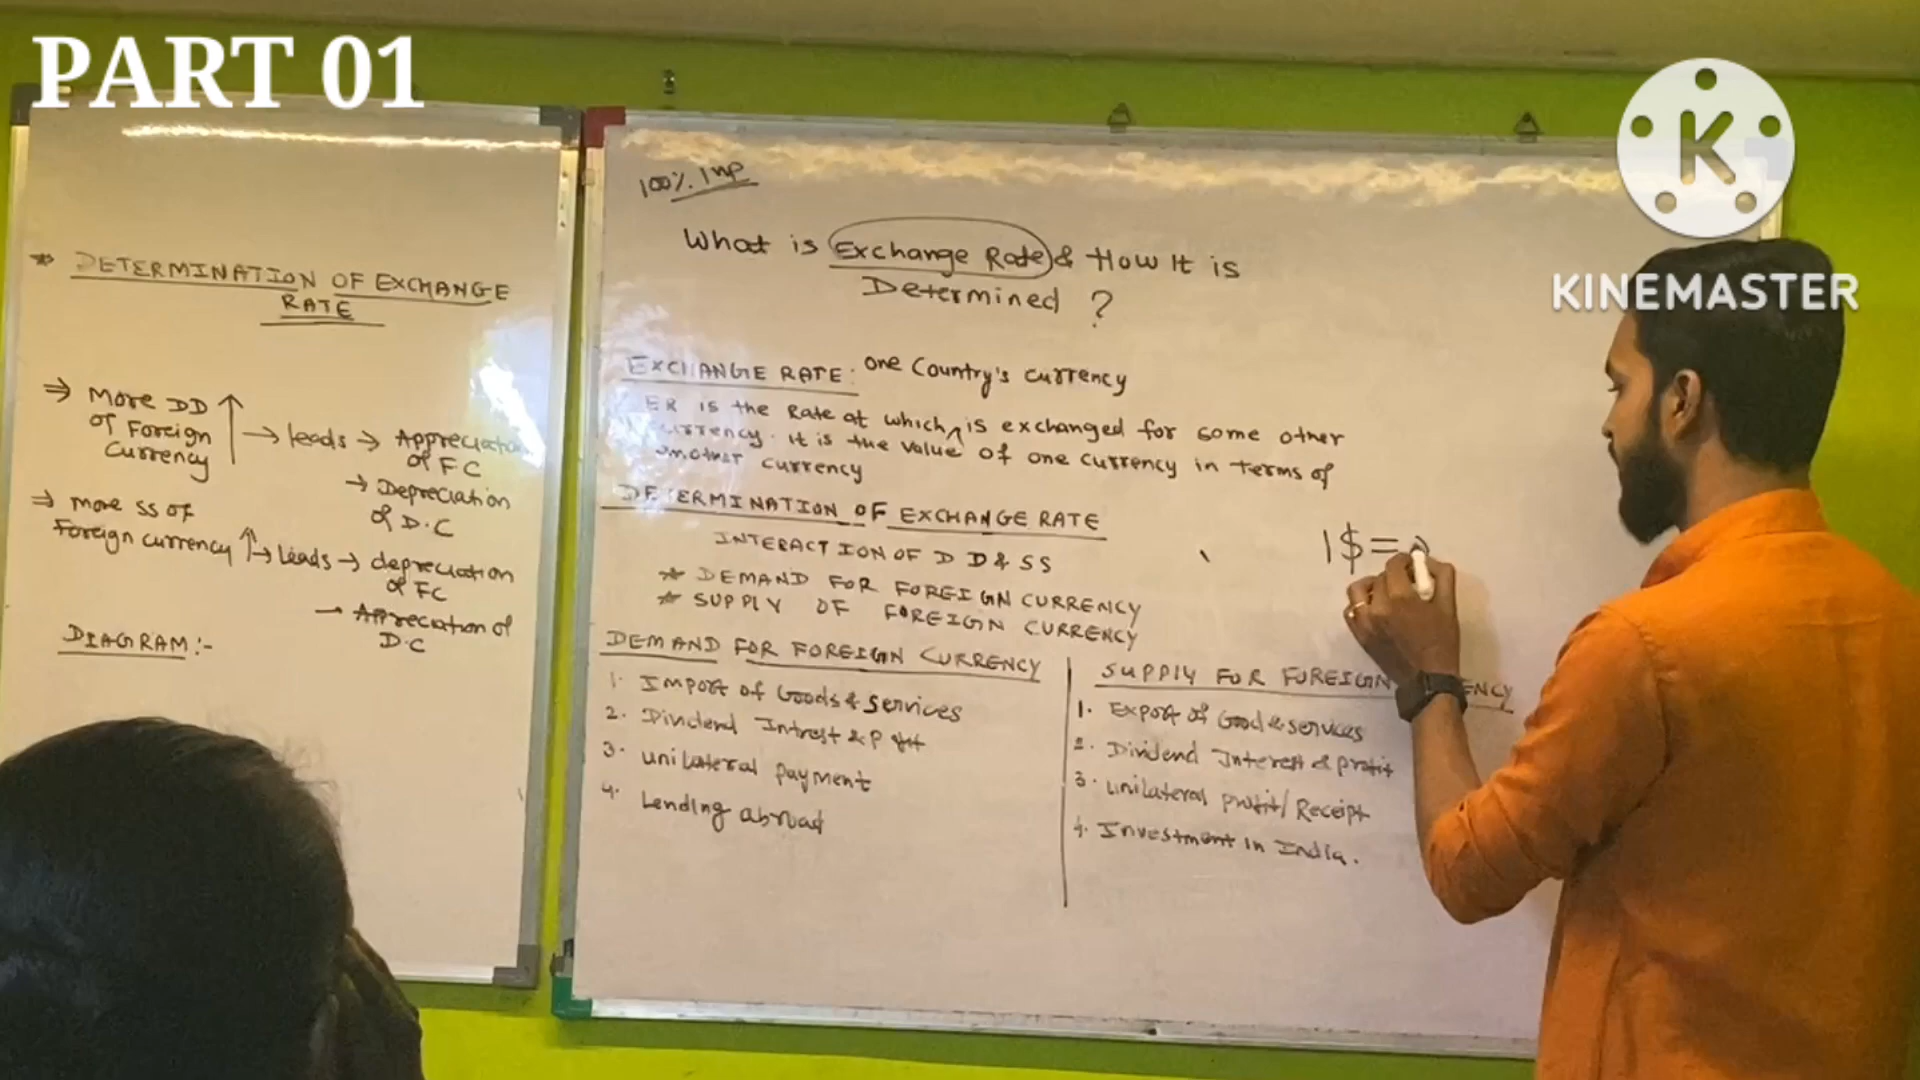 PART 01
KINEMASTER
* DETERMINATION OF EXCHANGE
RATE
⇒ More DD ↑
of Foreign → leads → Appreciation
Currency of FC
→ Depreciation
of D.C
⇒ More SS of
Foreign currency ↑ → Leads → depreciation
of FC
→ Appreciation of
D.C
DIAGRAM:-
100% Imp
What is Exchange Rate & How It is
Determined ?
EXCHANGE RATE: one Country's currency
ER is the Rate at which ^ is exchanged for some other
currency. It is the value of one currency in terms of
another currency
DETERMINATION OF EXCHANGE RATE
INTERACTION OF DD & SS
* DEMAND FOR FOREIGN CURRENCY
* SUPPLY OF FOREIGN CURRENCY
1$=
DEMAND FOR FOREIGN CURRENCY
1. Import of Goods & Services
2. Dividend Intrest & P
3. Unilateral payment
4. Lending abroad
SUPPLY FOR FOREIGN ENCY
1. Export of Good & services
2. Dividend Interest & profit
3. Unilateral profit/Receipt
4. Investment in India.